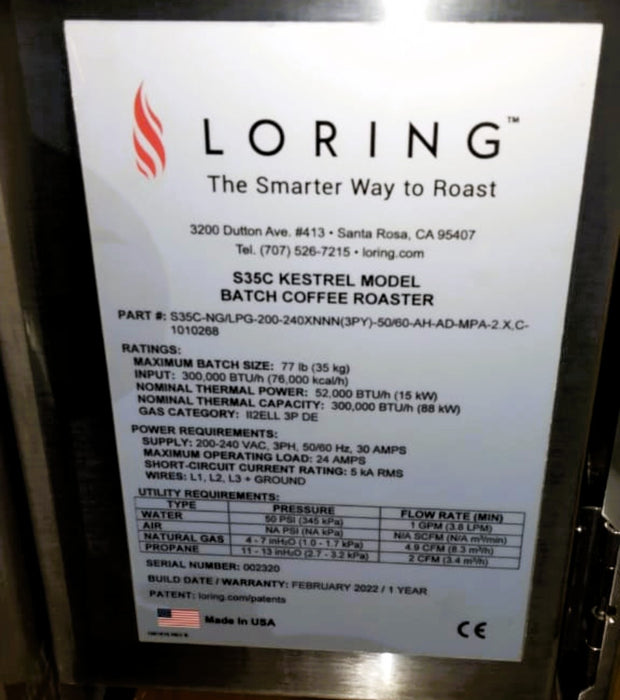 LORING™
The Smarter Way to Roast
3200 Dutton Ave. #413 • Santa Rosa, CA 95407
Tel. (707) 526-7215 • loring.com
S35C KESTREL MODEL
BATCH COFFEE ROASTER
PART #: S35C-NG/LPG-200-240XNNN(3PY)-50/60-AH-AD-MPA-2.X.C-
1010268
RATINGS:
MAXIMUM BATCH SIZE: 77 lb (35 kg)
INPUT: 300,000 BTU/h (76,000 kcal/h)
NOMINAL THERMAL POWER: 52,000 BTU/h (15 kW)
NOMINAL THERMAL CAPACITY: 300,000 BTU/h (88 kW)
GAS CATEGORY: II2ELL 3P DE
POWER REQUIREMENTS:
SUPPLY: 200-240 VAC, 3PH, 50/60 Hz, 30 AMPS
MAXIMUM OPERATING LOAD: 24 AMPS
SHORT-CIRCUIT CURRENT RATING: 5 kA RMS
WIRES: L1, L2, L3 + GROUND
UTILITY REQUIREMENTS:
TYPE PRESSURE FLOW RATE (MIN)
WATER 50 PSI (345 kPa) 1 GPM (3.8 LPM)
AIR NA PSI (NA kPa) N/A SCFM (N/A m³/min)
NATURAL GAS 4 - 7 inH₂O (1.0 - 1.7 kPa) 4.9 CFM (8.3 m³/h)
PROPANE 11 - 13 inH₂O (2.7 - 3.2 kPa) 2 CFM (3.4 m³/h)
SERIAL NUMBER: 002320
BUILD DATE / WARRANTY: FEBRUARY 2022 / 1 YEAR
PATENT: loring.com/patents
Made In USA
CE